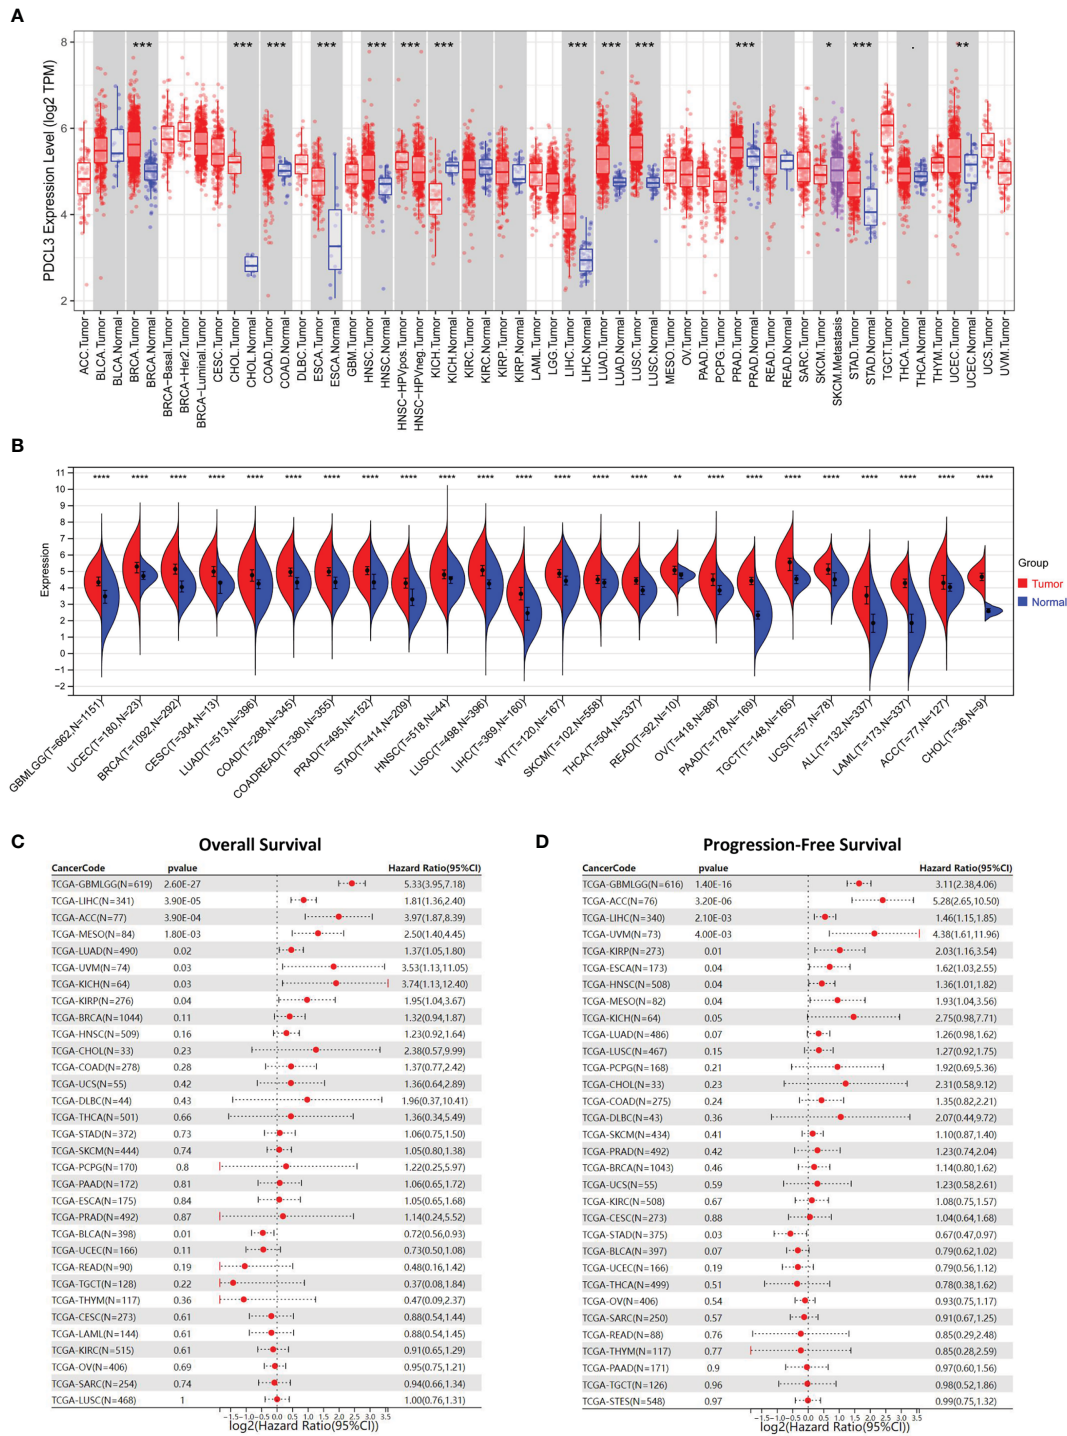 A
*** *** *** *** *** *** *** *** *** *** *** * *** . **
8
6
4
2
PDCL3 Expression Level (log2 TPM)
ACC.Tumor
BLCA.Tumor
BLCA.Normal
BRCA.Tumor
BRCA.Normal
BRCA-Basal.Tumor
BRCA-Her2.Tumor
BRCA-Luminal.Tumor
CESC.Tumor
CHOL.Tumor
CHOL.Normal
COAD.Tumor
COAD.Normal
DLBC.Tumor
ESCA.Tumor
ESCA.Normal
GBM.Tumor
HNSC.Tumor
HNSC.Normal
HNSC-HPVpos.Tumor
HNSC-HPVneg.Tumor
KICH.Tumor
KICH.Normal
KIRC.Tumor
KIRC.Normal
KIRP.Tumor
KIRP.Normal
LAML.Tumor
LGG.Tumor
LIHC.Tumor
LIHC.Normal
LUAD.Tumor
LUAD.Normal
LUSC.Tumor
LUSC.Normal
MESO.Tumor
OV.Tumor
PAAD.Tumor
PCPG.Tumor
PRAD.Tumor
PRAD.Normal
READ.Tumor
READ.Normal
SARC.Tumor
SKCM.Tumor
SKCM.Metastasis
STAD.Tumor
STAD.Normal
TGCT.Tumor
THCA.Tumor
THCA.Normal
THYM.Tumor
UCEC.Tumor
UCEC.Normal
UCS.Tumor
UVM.Tumor
B
**** **** **** **** **** **** **** **** **** **** **** **** **** **** **** ** **** **** **** **** **** **** **** ****
11
10
9
8
7
6
5
4
3
2
1
0
−1
−2
Expression
Group
Tumor
Normal
GBMLGG(T=662,N=1151)
UCEC(T=180,N=23)
BRCA(T=1092,N=292)
CESC(T=304,N=13)
LUAD(T=513,N=396)
COAD(T=288,N=345)
COADREAD(T=380,N=355)
PRAD(T=495,N=152)
STAD(T=414,N=209)
HNSC(T=518,N=44)
LUSC(T=498,N=396)
LIHC(T=369,N=160)
WT(T=120,N=167)
SKCM(T=102,N=558)
THCA(T=504,N=337)
READ(T=92,N=10)
OV(T=418,N=88)
PAAD(T=178,N=169)
TGCT(T=148,N=165)
UCS(T=57,N=78)
ALL(T=132,N=337)
LAML(T=173,N=337)
ACC(T=77,N=127)
CHOL(T=36,N=9)
C
Overall Survival
CancerCode pvalue Hazard Ratio(95%CI)
TCGA-GBMLGG(N=619) 2.60E-27 5.33(3.95,7.18)
TCGA-LIHC(N=341) 3.90E-05 1.81(1.36,2.40)
TCGA-ACC(N=77) 3.90E-04 3.97(1.87,8.39)
TCGA-MESO(N=84) 1.80E-03 2.50(1.40,4.45)
TCGA-LUAD(N=490) 0.02 1.37(1.05,1.80)
TCGA-UVM(N=74) 0.03 3.53(1.13,11.05)
TCGA-KICH(N=64) 0.03 3.74(1.13,12.40)
TCGA-KIRP(N=276) 0.04 1.95(1.04,3.67)
TCGA-BRCA(N=1044) 0.11 1.32(0.94,1.87)
TCGA-HNSC(N=509) 0.16 1.23(0.92,1.64)
TCGA-CHOL(N=33) 0.23 2.38(0.57,9.99)
TCGA-COAD(N=278) 0.28 1.37(0.77,2.42)
TCGA-UCS(N=55) 0.42 1.36(0.64,2.89)
TCGA-DLBC(N=44) 0.43 1.96(0.37,10.41)
TCGA-THCA(N=501) 0.66 1.36(0.34,5.49)
TCGA-STAD(N=372) 0.73 1.06(0.75,1.50)
TCGA-SKCM(N=444) 0.74 1.05(0.80,1.38)
TCGA-PCPG(N=170) 0.8 1.22(0.25,5.97)
TCGA-PAAD(N=172) 0.81 1.06(0.65,1.72)
TCGA-ESCA(N=175) 0.84 1.05(0.65,1.68)
TCGA-PRAD(N=492) 0.87 1.14(0.24,5.52)
TCGA-BLCA(N=398) 0.01 0.72(0.56,0.93)
TCGA-UCEC(N=166) 0.11 0.73(0.50,1.08)
TCGA-READ(N=90) 0.19 0.48(0.16,1.42)
TCGA-TGCT(N=128) 0.22 0.37(0.08,1.84)
TCGA-THYM(N=117) 0.36 0.47(0.09,2.37)
TCGA-CESC(N=273) 0.61 0.88(0.54,1.44)
TCGA-LAML(N=144) 0.61 0.88(0.54,1.45)
TCGA-KIRC(N=515) 0.61 0.91(0.65,1.29)
TCGA-OV(N=406) 0.69 0.95(0.75,1.21)
TCGA-SARC(N=254) 0.74 0.94(0.66,1.34)
TCGA-LUSC(N=468) 1 1.00(0.76,1.31)
−1.5−1.0−0.50.0 0.5 1.0 1.5 2.0 2.5 3.0 3.5
log2(Hazard Ratio(95%CI))
D
Progression-Free Survival
CancerCode pvalue Hazard Ratio(95%CI)
TCGA-GBMLGG(N=616) 1.40E-16 3.11(2.38,4.06)
TCGA-ACC(N=76) 3.20E-06 5.28(2.65,10.50)
TCGA-LIHC(N=340) 2.10E-03 1.46(1.15,1.85)
TCGA-UVM(N=73) 4.00E-03 4.38(1.61,11.96)
TCGA-KIRP(N=273) 0.01 2.03(1.16,3.54)
TCGA-ESCA(N=173) 0.04 1.62(1.03,2.55)
TCGA-HNSC(N=508) 0.04 1.36(1.01,1.82)
TCGA-MESO(N=82) 0.04 1.93(1.04,3.56)
TCGA-KICH(N=64) 0.05 2.75(0.98,7.71)
TCGA-LUAD(N=486) 0.07 1.26(0.98,1.62)
TCGA-LUSC(N=467) 0.15 1.27(0.92,1.75)
TCGA-PCPG(N=168) 0.21 1.92(0.69,5.36)
TCGA-CHOL(N=33) 0.23 2.31(0.58,9.12)
TCGA-COAD(N=275) 0.24 1.35(0.82,2.21)
TCGA-DLBC(N=43) 0.36 2.07(0.44,9.72)
TCGA-SKCM(N=434) 0.41 1.10(0.87,1.40)
TCGA-PRAD(N=492) 0.42 1.23(0.74,2.04)
TCGA-BRCA(N=1043) 0.46 1.14(0.80,1.62)
TCGA-UCS(N=55) 0.59 1.23(0.58,2.61)
TCGA-KIRC(N=508) 0.67 1.08(0.75,1.57)
TCGA-CESC(N=273) 0.88 1.04(0.64,1.68)
TCGA-STAD(N=375) 0.03 0.67(0.47,0.97)
TCGA-BLCA(N=397) 0.07 0.79(0.62,1.02)
TCGA-UCEC(N=166) 0.19 0.79(0.56,1.12)
TCGA-THCA(N=499) 0.51 0.78(0.38,1.62)
TCGA-OV(N=406) 0.54 0.93(0.75,1.17)
TCGA-SARC(N=250) 0.57 0.91(0.67,1.25)
TCGA-READ(N=88) 0.76 0.85(0.29,2.48)
TCGA-THYM(N=117) 0.77 0.85(0.28,2.59)
TCGA-PAAD(N=171) 0.9 0.97(0.60,1.56)
TCGA-TGCT(N=126) 0.96 0.98(0.52,1.86)
TCGA-STES(N=548) 0.97 0.99(0.75,1.32)
−1.5−1.0−0.50.0 0.5 1.0 1.5 2.0 2.5 3.0 3.5
log2(Hazard Ratio(95%CI))